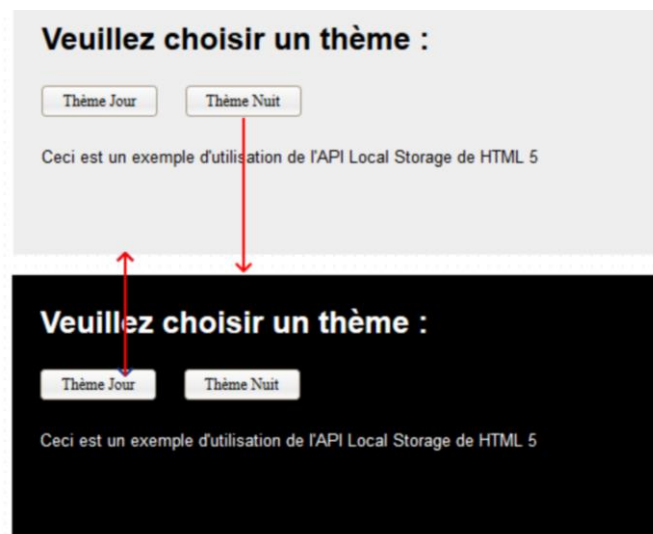 Veuillez choisir un thème :
Thème Jour Thème Nuit
Ceci est un exemple d'utilisation de l'API Local Storage de HTML 5
Veuillez choisir un thème :
Thème Jour Thème Nuit
Ceci est un exemple d'utilisation de l'API Local Storage de HTML 5